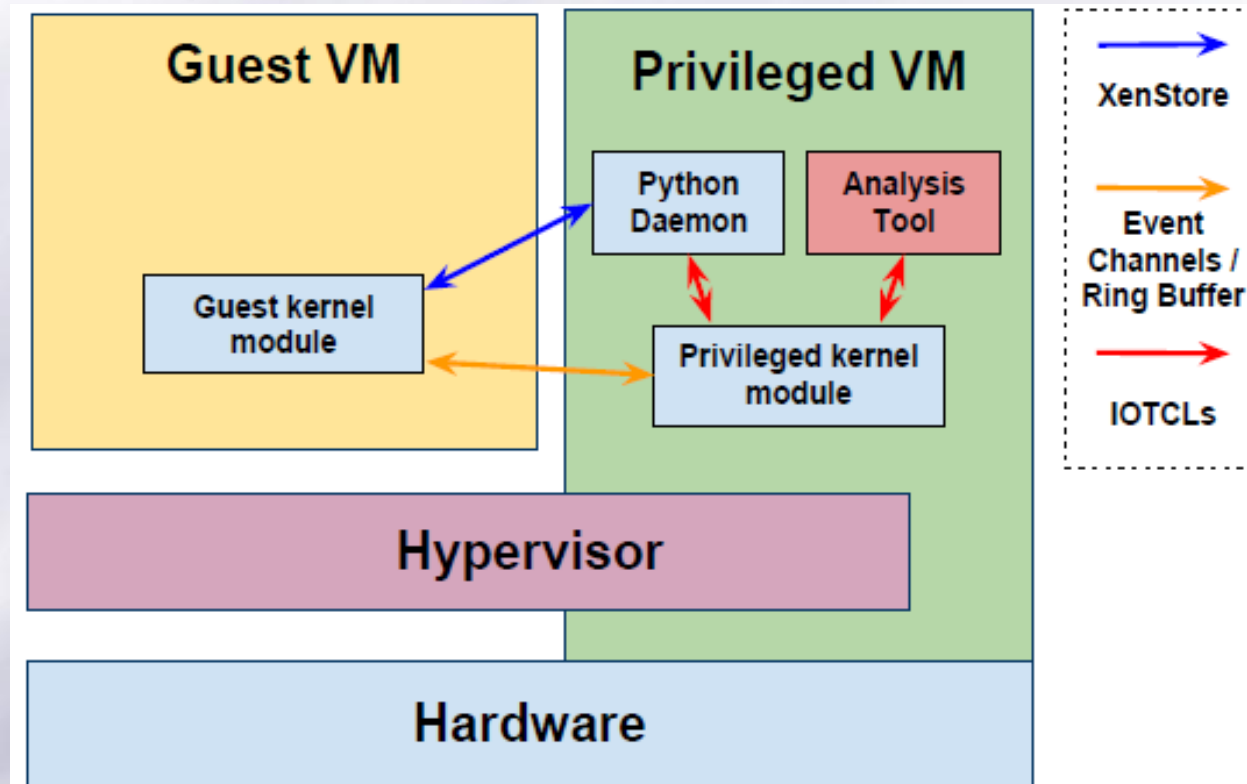 Guest VM
Privileged VM
Python
Daemon
Analysis
Tool
Guest kernel
module
Privileged kernel
module
Hypervisor
Hardware
XenStore
Event
Channels /
Ring Buffer
IOTCLs